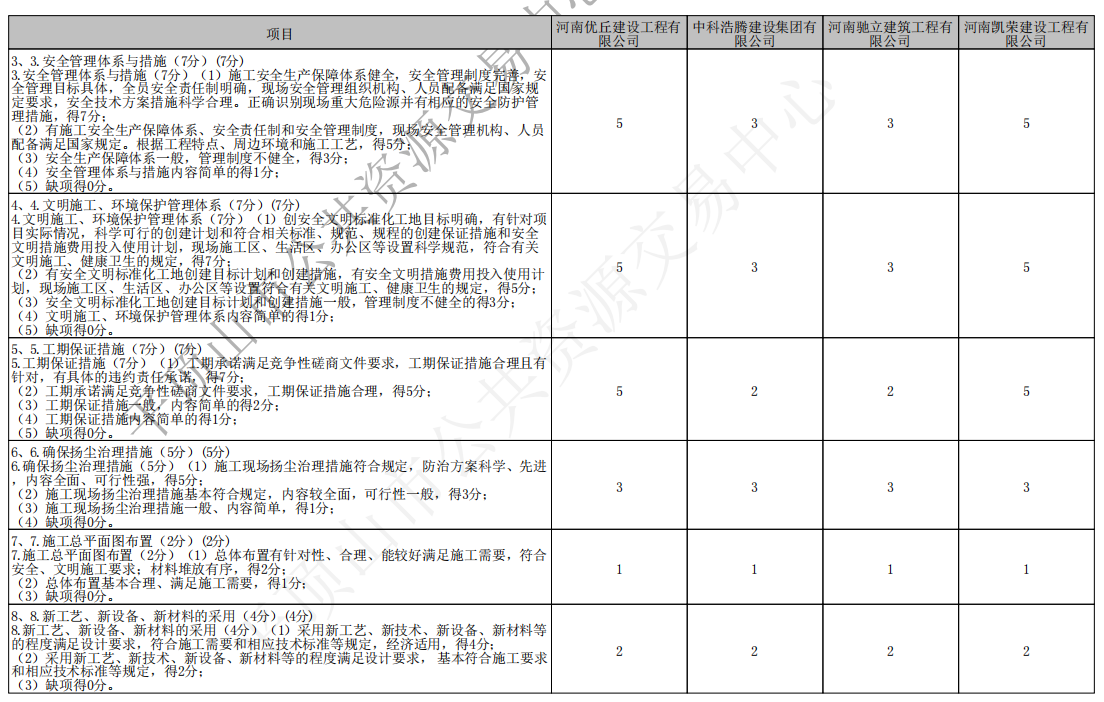 项目
河南优丘建设工程有
限公司
中科浩腾建设集团有
限公司
河南驰立建筑工程有
限公司
河南凯荣建设工程有
限公司
3、3.安全管理体系与措施（7分）(7分)
3.安全管理体系与措施（7分）（1）施工安全生产保障体系健全，安全管理制度完善，安
全管理目标具体，全员安全责任制明确，现场安全管理组织机构、人员配备满足国家规
定要求，安全技术方案措施科学合理。正确识别现场重大危险源并有相应的安全防护管
理措施，得7分；
（2）有施工安全生产保障体系、安全责任制和安全管理制度，现场安全管理机构、人员
配备满足国家规定。根据工程特点、周边环境和施工工艺，得5分；
（3）安全生产保障体系一般，管理制度不健全，得3分；
（4）安全管理体系与措施内容简单的得1分；
（5）缺项得0分。
5
3
3
5
4、4.文明施工、环境保护管理体系（7分）(7分)
4.文明施工、环境保护管理体系（7分）（1）创安全文明标准化工地目标明确，有针对项
目实际情况，科学可行的创建计划和符合相关标准、规范、规程的创建保证措施和安全
文明措施费用投入使用计划，现场施工区、生活区、办公区等设置科学规范，符合有关
文明施工、健康卫生的规定，得7分；
（2）有安全文明标准化工地创建目标计划和创建措施，有安全文明措施费用投入使用计
划，现场施工区、生活区、办公区等设置符合有关文明施工、健康卫生的规定，得5分；
（3）安全文明标准化工地创建目标计划和创建措施一般，管理制度不健全的得3分；
（4）文明施工、环境保护管理体系内容简单的得1分；
（5）缺项得0分。
5
3
3
5
5、5.工期保证措施（7分）(7分)
5.工期保证措施（7分）（1）工期承诺满足竞争性磋商文件要求，工期保证措施合理且有
针对，有具体的违约责任承诺，得7分；
（2）工期承诺满足竞争性磋商文件要求，工期保证措施合理，得5分；
（3）工期保证措施一般，内容简单的得2分；
（4）工期保证措施内容简单的得1分；
（5）缺项得0分。
5
2
2
5
6、6.确保扬尘治理措施（5分）(5分)
6.确保扬尘治理措施（5分）（1）施工现场扬尘治理措施符合规定，防治方案科学、先进
，内容全面、可行性强，得5分；
（2）施工现场扬尘治理措施基本符合规定，内容较全面，可行性一般，得3分；
（3）施工现场扬尘治理措施一般、内容简单，得1分；
（4）缺项得0分。
3
3
3
3
7、7.施工总平面图布置（2分）(2分)
7.施工总平面图布置（2分）（1）总体布置有针对性、合理、能较好满足施工需要，符合
安全、文明施工要求；材料堆放有序，得2分；
（2）总体布置基本合理、满足施工需要，得1分；
（3）缺项得0分。
1
1
1
1
8、8.新工艺、新设备、新材料的采用（4分）(4分)
8.新工艺、新设备、新材料的采用（4分）（1）采用新工艺、新技术、新设备、新材料等
的程度满足设计要求，符合施工需要和相应技术标准等规定，经济适用，得4分；
（2）采用新工艺、新技术、新设备、新材料等的程度满足设计要求， 基本符合施工要求
和相应技术标准等规定，得2分；
（3）缺项得0分。
2
2
2
2
平顶山市公共资源交易中心
顶山市公共资源交易中心